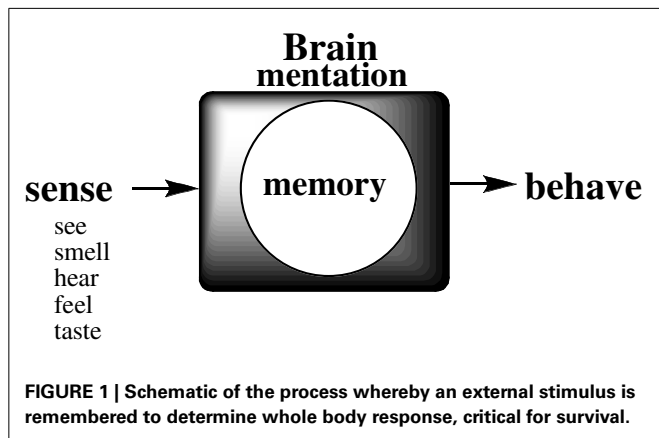 Brain
mentation
sense
memory
behave
see
smell
hear
feel
taste
FIGURE 1 | Schematic of the process whereby an external stimulus is
remembered to determine whole body response, critical for survival.